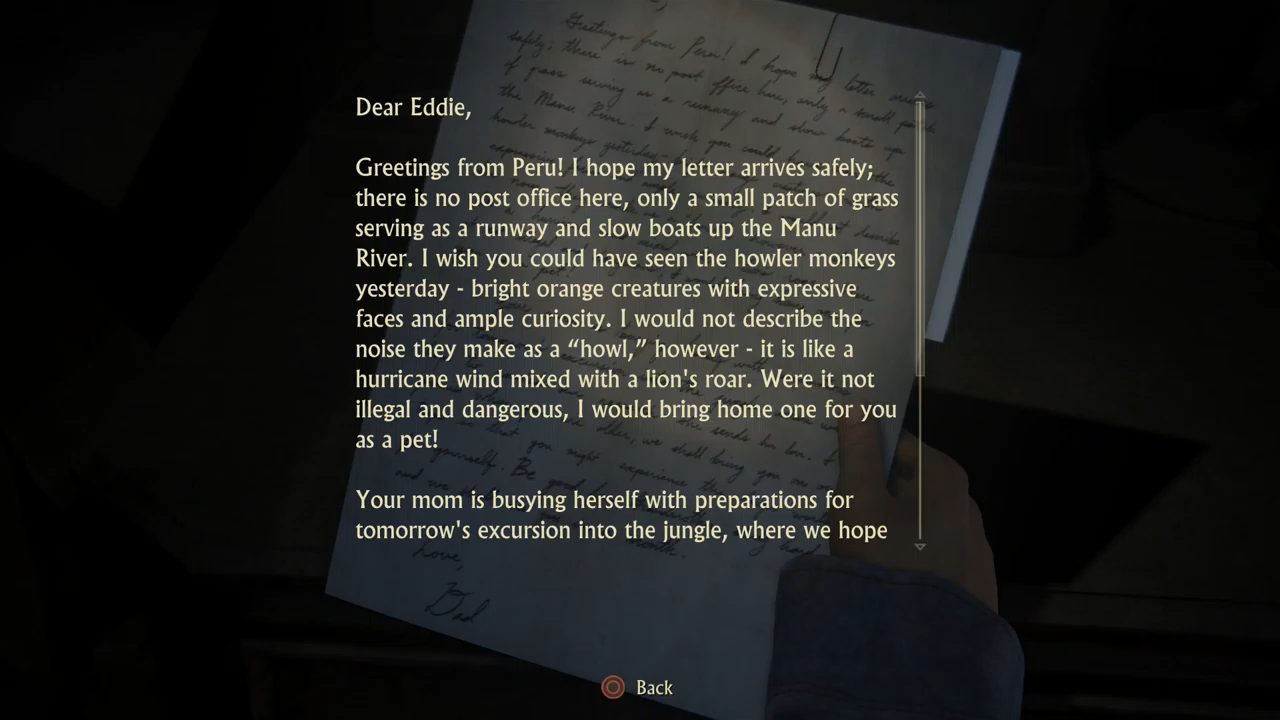 Dear Eddie,
Greetings from Peru! I hope my letter arrives safely;
there is no post office here, only a small patch of grass
serving as a runway and slow boats up the Manu
River. I wish you could have seen the howler monkeys
yesterday - bright orange creatures with expressive
faces and ample curiosity. I would not describe the
noise they make as a “howl,” however - it is like a
hurricane wind mixed with a lion's roar. Were it not
illegal and dangerous, I would bring home one for you
as a pet!
Your mom is busying herself with preparations for
tomorrow's excursion into the jungle, where we hope
Love,
Dad
Back